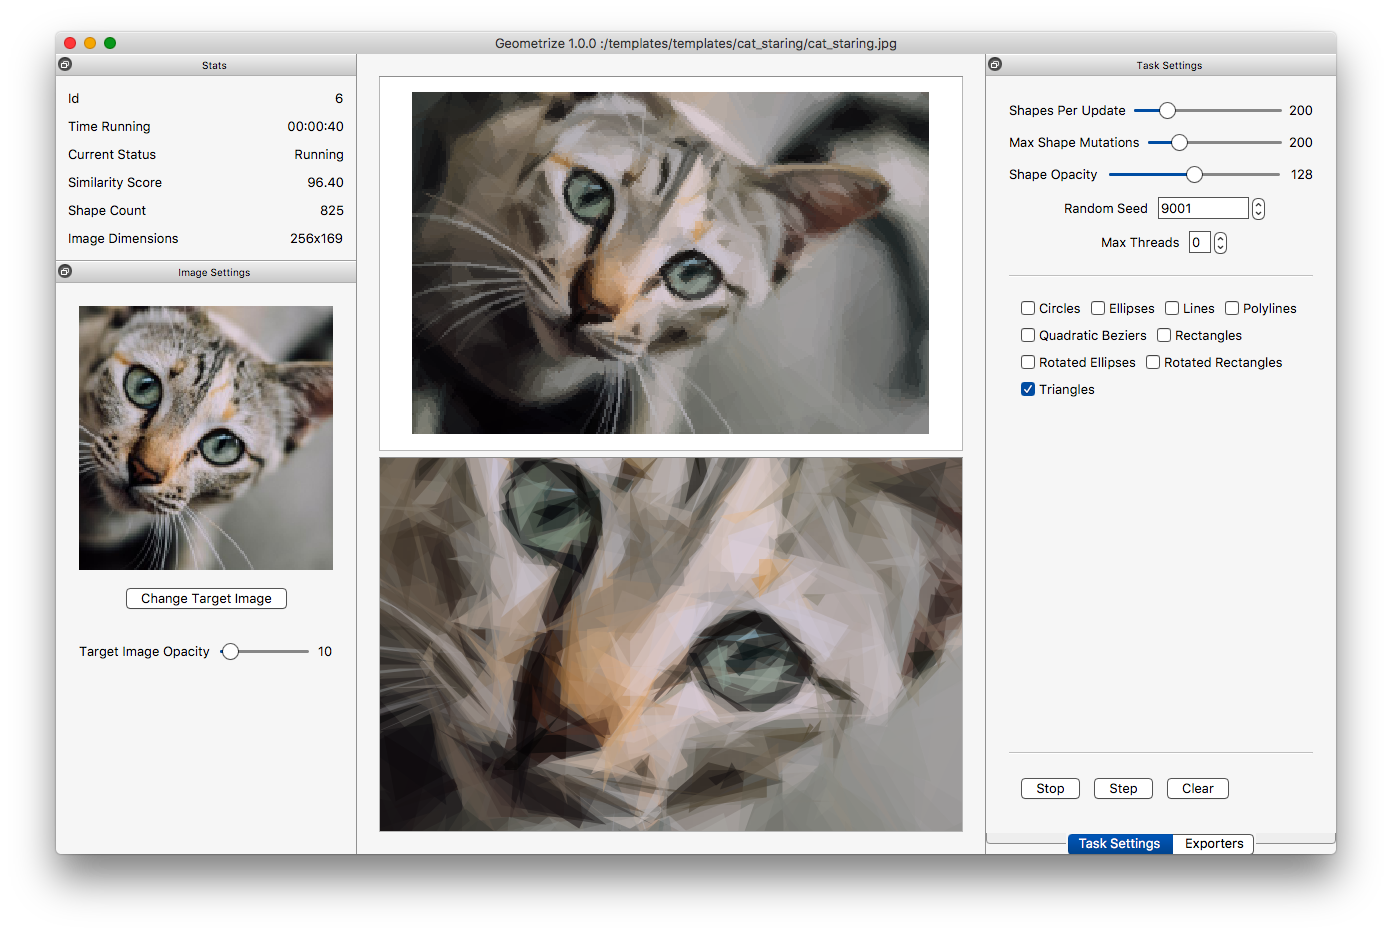 Geometrize 1.0.0 :/templates/templates/cat_staring/cat_staring.jpg
Stats
Id 6
Time Running 00:00:40
Current Status Running
Similarity Score 96.40
Shape Count 825
Image Dimensions 256x169
Image Settings
Change Target Image
Target Image Opacity 10
Task Settings
Shapes Per Update 200
Max Shape Mutations 200
Shape Opacity 128
Random Seed 9001
Max Threads 0
Circles Ellipses Lines Polylines
Quadratic Beziers Rectangles
Rotated Ellipses Rotated Rectangles
Triangles
Stop Step Clear
Task Settings Exporters